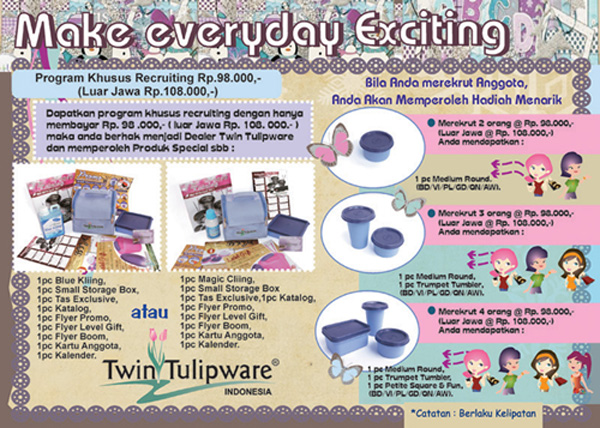 Make everyday Exciting
Program Khusus Recruiting Rp.98.000,-
(Luar Jawa Rp.108.000,-)
Dapatkan program khusus recruiting dengan hanya
membayar Rp. 98 .000,- ( luar Jawa Rp. 108. 000.- )
maka anda berhak menjadi Dealer Twin Tulipware
dan memperoleh Produk Special sbb :
1pc Blue Kliing,
1pc Small Storage Box,
1pc Tas Exclusive,
1pc Katalog,
1pc Flyer Promo,
1pc Flyer Level Gift,
1pc Flyer Boom,
1pc Kartu Anggota,
1pc Kalender.
atau
1pc Magic Cliing,
1pc Small Storage Box,
1pc Tas Exclusive,1pc Katalog,
1pc Flyer Promo,
1pc Flyer Level Gift,
1pc Flyer Boom,
1pc Kartu Anggota,
1pc Kalender.
Twin Tulipware®
INDONESIA
Bila Anda merekrut Anggota,
Anda Akan Memperoleh Hadiah Menarik
Merekrut 2 orang @ Rp. 98.000,-
(Luar Jawa @ Rp. 108.000,-)
Anda mendapatkan :
1 pc Medium Round,
(BD/VI/PL/GD/QN/AW).
Merekrut 3 orang @ Rp. 98.000,-
(Luar Jawa @ Rp. 108.000,-)
Anda mendapatkan :
1 pc Medium Round,
1 pc Trumpet Tumbler,
(BD/VI/PL/GD/QN/AW).
Merekrut 4 orang @ Rp. 98.000,-
(Luar Jawa @ Rp. 108.000,-)
Anda mendapatkan :
1 pc Medium Round,
1 pc Trumpet Tumbler,
1 pc Petite Square & Fun,
(BD/VI/PL/GD/QN/AW).
*Catatan : Berlaku Kelipatan